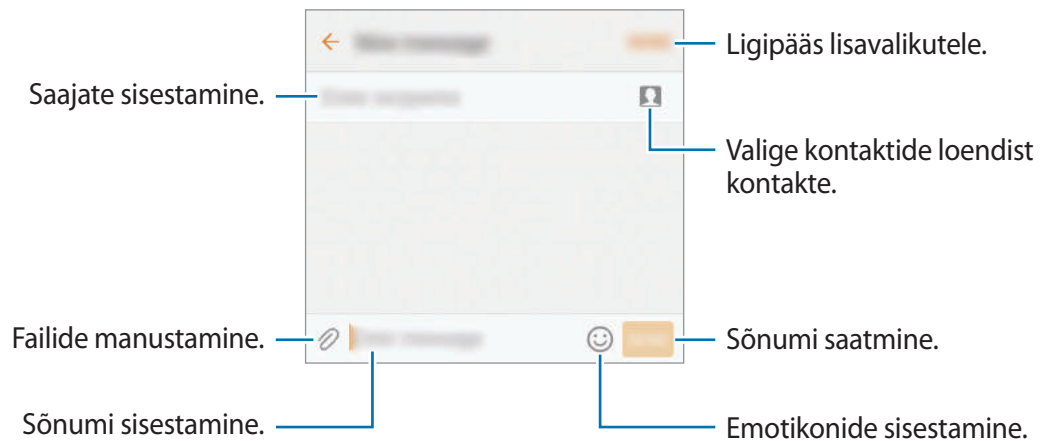 Ligipääs lisavalikutele.
Saajate sisestamine.
Valige kontaktide loendist
kontakte.
Failide manustamine.
Sõnumi saatmine.
Sõnumi sisestamine.
Emotikonide sisestamine.